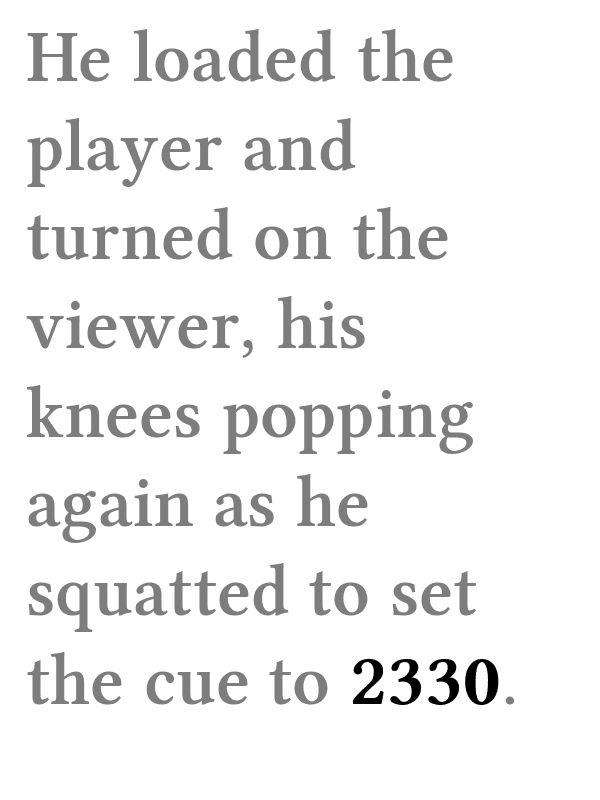 He loaded the
player and
turned on the
viewer, his
knees popping
again as he
squatted to set
the cue to 2330.